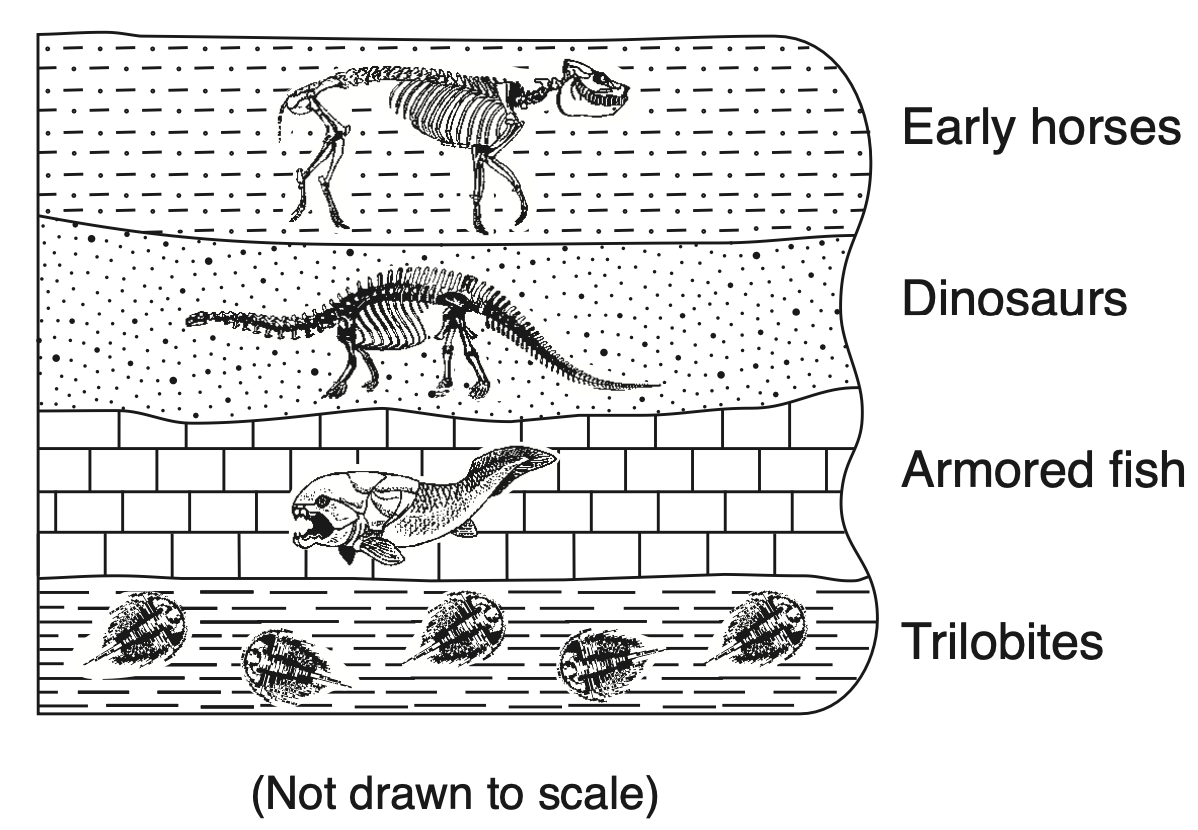 Early horses
Dinosaurs
Armored fish
Trilobites
(Not drawn to scale)